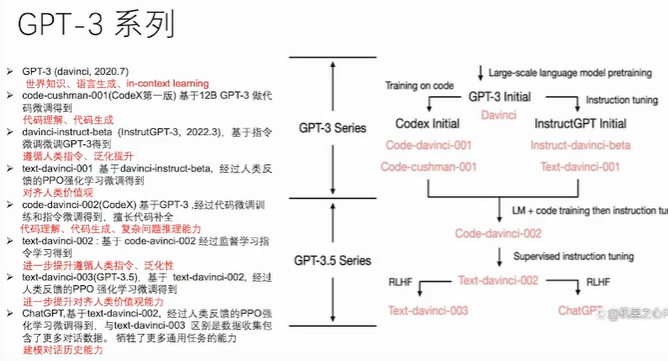 GPT-3 系列
➢ GPT-3 (davinci, 2020.7)
世界知识、语言生成、in-context learning
➢ code-cushman-001(CodeX第一版) 基于12B GPT-3 做代
码微调得到
代码理解、代码生成
➢ davinci-instruct-beta (InstrutGPT-3, 2022.3)，基于指令
微调微调GPT-3得到
遵循人类指令、泛化提升
➢ text-davinci-001 基于davinci-instruct-beta，经过人类反
馈的PPO强化学习微调得到
对齐人类价值观
➢ code-davinci-002(CodeX) 基于GPT-3 ,经过代码微调训
练和指令微调得到，擅长代码补全
代码理解、代码生成、复杂问题推理能力
➢ text-davinci-002 : 基于 code-avinci-002 经过监督学习指
令学习得到
进一步提升遵循人类指令、泛化性
➢ text-davinci-003(GPT-3.5)，基于 text-davinci-002，经过
人类反馈的PPO 强化学习微调得到
进一步提升对齐人类价值观能力
➢ ChatGPT,基于text-davinci-002，经过人类反馈的PPO强
化学习微调得到，与text-davinci-003 区别是数据收集包
含了更多对话数据。 牺牲了更多通用任务的能力
建模对话历史能力
GPT-3 Series
GPT-3.5 Series
Large-scale language model pretraining
Training on code
GPT-3 Initial
Instruction tuning
Davinci
Codex Initial
InstructGPT Initial
Code-davinci-001
Instruct-davinci-beta
Code-cushman-001
Text-davinci-001
LM + code training then instruction tu
Code-davinci-002
Supervised instruction tuning
RLHF
Text-davinci-002
RLHF
Text-davinci-003
ChatGPT
@机器之心P